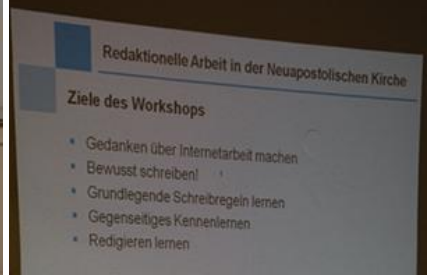 Redaktionelle Arbeit in der Neuapostolischen Kirche
Ziele des Workshops
Gedanken über Internetarbeit machen
Bewusst schreiben!
Grundlegende Schreibregeln lernen
Gegenseitiges Kennenlernen
Redigieren lernen